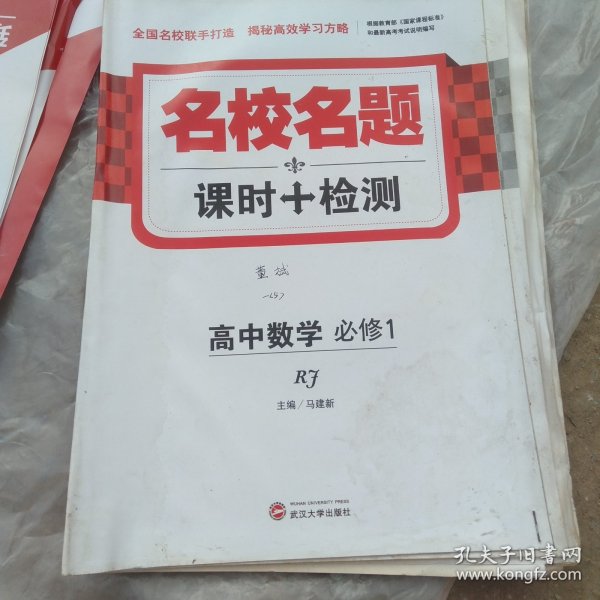 全国名校联手打造 揭秘高效学习方略
根据教育部《国家课程标准》
和最新高考考试说明编写
名校名题
课时+检测
董斌
高中数学 必修1
RJ
主编/马建新
WUHAN UNIVERSITY PRESS
武汉大学出版社
孔夫子旧书网
www.kongfz.com